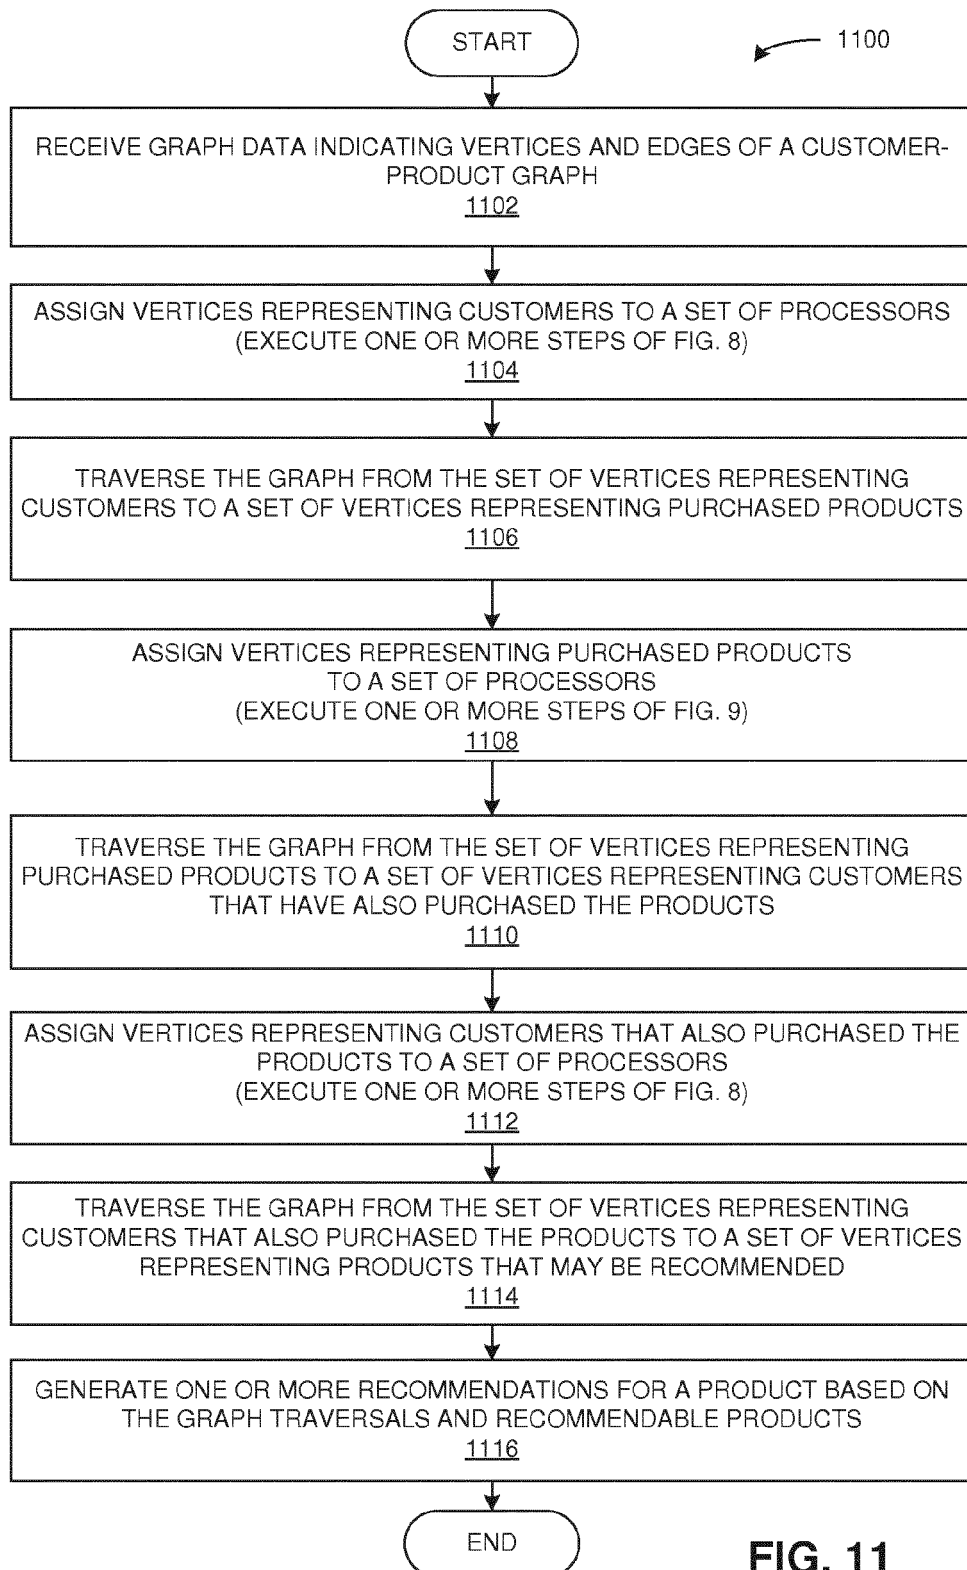 START
1100
RECEIVE GRAPH DATA INDICATING VERTICES AND EDGES OF A CUSTOMER-
PRODUCT GRAPH
1102
ASSIGN VERTICES REPRESENTING CUSTOMERS TO A SET OF PROCESSORS
(EXECUTE ONE OR MORE STEPS OF FIG. 8)
1104
TRAVERSE THE GRAPH FROM THE SET OF VERTICES REPRESENTING
CUSTOMERS TO A SET OF VERTICES REPRESENTING PURCHASED PRODUCTS
1106
ASSIGN VERTICES REPRESENTING PURCHASED PRODUCTS
TO A SET OF PROCESSORS
(EXECUTE ONE OR MORE STEPS OF FIG. 9)
1108
TRAVERSE THE GRAPH FROM THE SET OF VERTICES REPRESENTING
PURCHASED PRODUCTS TO A SET OF VERTICES REPRESENTING CUSTOMERS
THAT HAVE ALSO PURCHASED THE PRODUCTS
1110
ASSIGN VERTICES REPRESENTING CUSTOMERS THAT ALSO PURCHASED THE
PRODUCTS TO A SET OF PROCESSORS
(EXECUTE ONE OR MORE STEPS OF FIG. 8)
1112
TRAVERSE THE GRAPH FROM THE SET OF VERTICES REPRESENTING
CUSTOMERS THAT ALSO PURCHASED THE PRODUCTS TO A SET OF VERTICES
REPRESENTING PRODUCTS THAT MAY BE RECOMMENDED
1114
GENERATE ONE OR MORE RECOMMENDATIONS FOR A PRODUCT BASED ON
THE GRAPH TRAVERSALS AND RECOMMENDABLE PRODUCTS
1116
END
FIG. 11